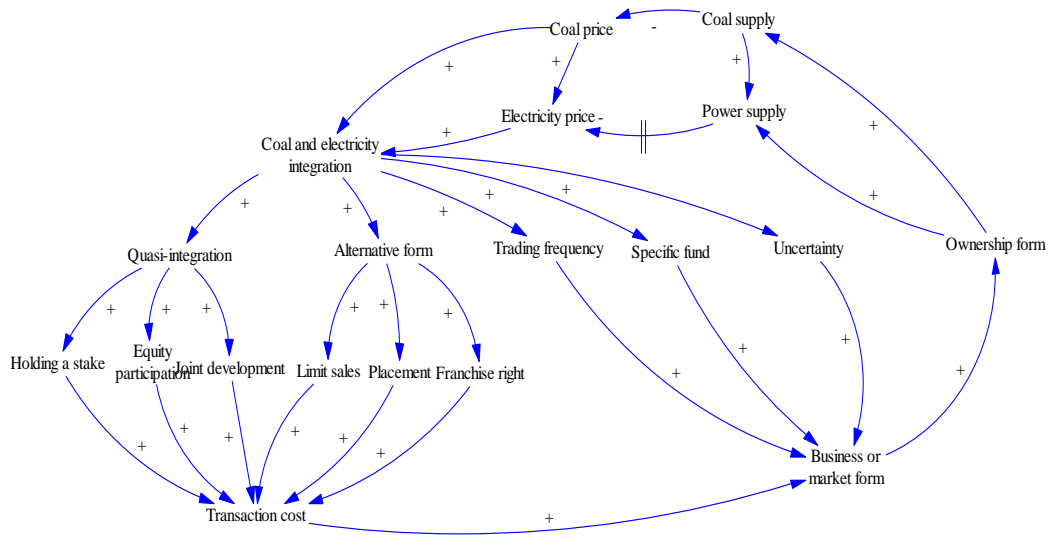 Coal supply
Coal price
-
+
+
+
Electricity price -
Power supply
+
+
Coal and electricity
integration
+
+
+
+
+
+
+
Quasi-integration
Alternative form
Trading frequency
Specific fund
Uncertainty
Ownership form
+
+
+
+
+
+
Holding a stake
Equity
participation
Joint development
Limit sales
Placement
Franchise right
+
+
+
+
+
+
+
+
+
+
Business or
market form
Transaction cost
+